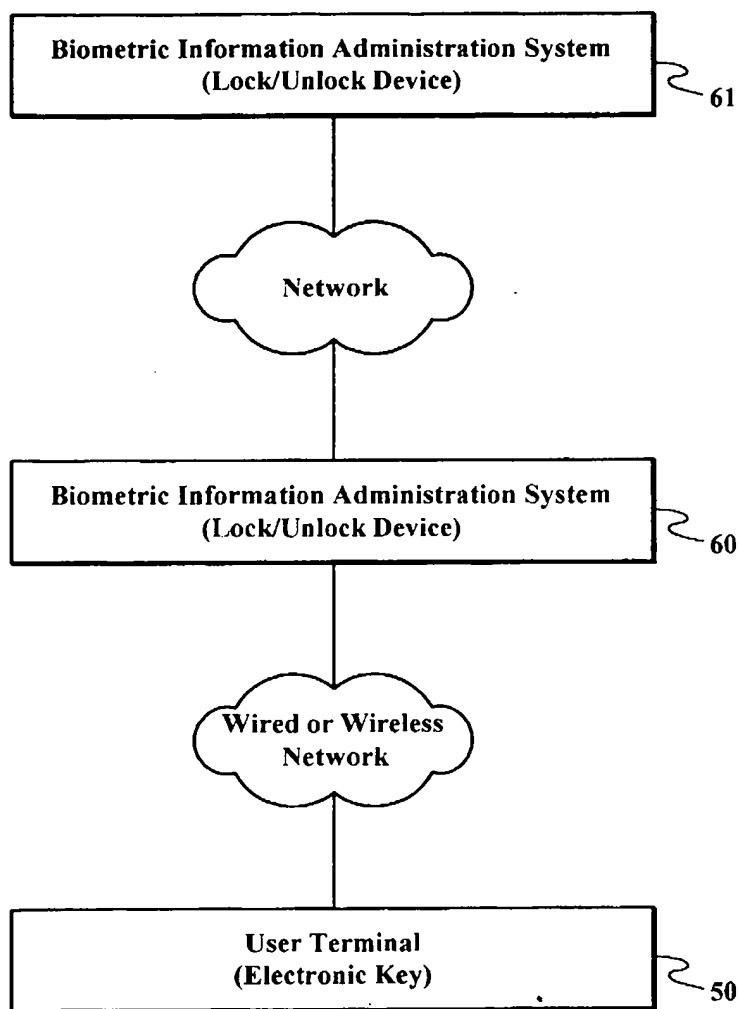 Biometric Information Administration System
(Lock/Unlock Device)
61
Network
Biometric Information Administration System
(Lock/Unlock Device)
60
Wired or Wireless
Network
User Terminal
(Electronic Key)
50